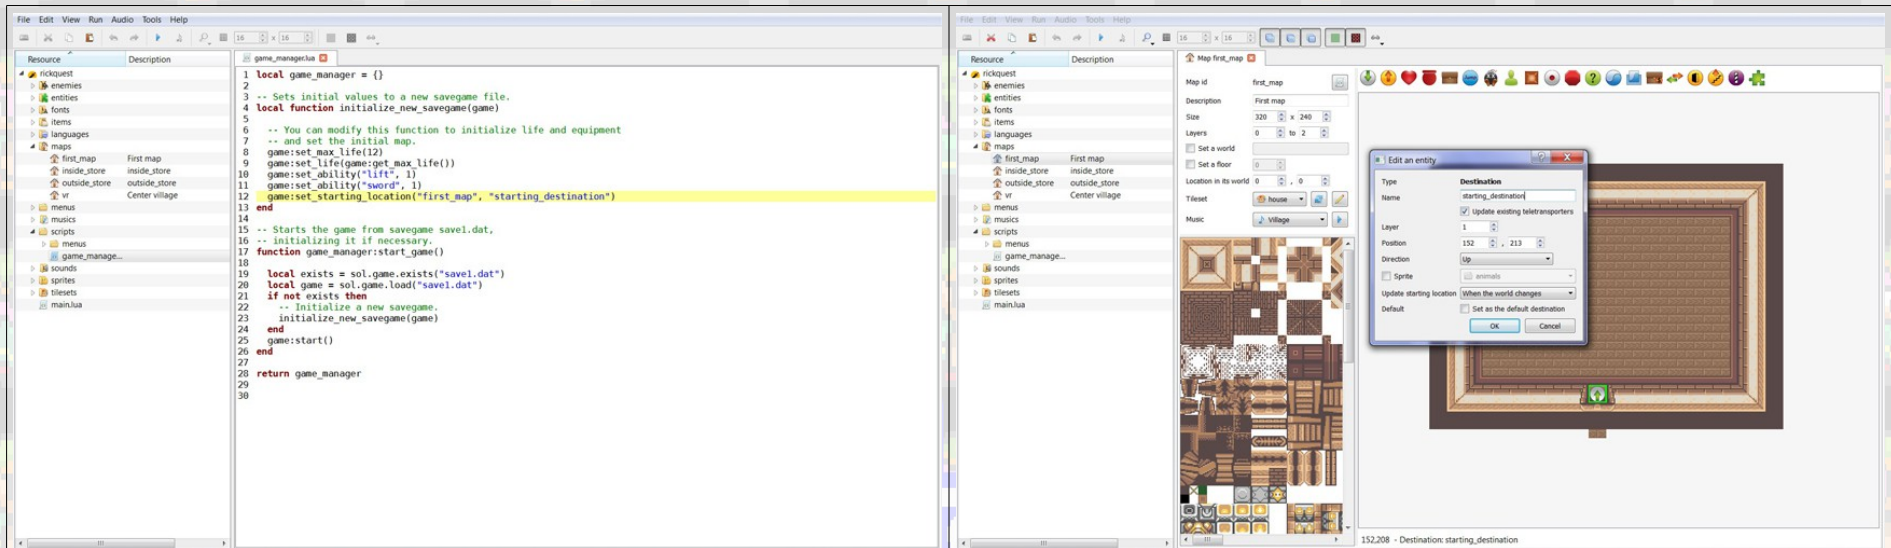 File Edit View Run Audio Tools Help
16 x 16
Resource Description
rickquest
enemies
entities
fonts
items
languages
maps
first_map First map
inside_store inside_store
outside_store outside_store
vr Center village
menus
musics
scripts
menus
game_manage...
sounds
sprites
tilesets
main.lua
game_manager.lua
1 local game_manager = {}
2
3 -- Sets initial values to a new savegame file.
4 local function initialize_new_savegame(game)
5
6 -- You can modify this function to initialize life and equipment
7 -- and set the initial map.
8 game:set_max_life(12)
9 game:set_life(game:get_max_life())
10 game:set_ability("lift", 1)
11 game:set_ability("sword", 1)
12 game:set_starting_location("first_map", "starting_destination")
13 end
14
15 -- Starts the game from savegame save1.dat,
16 -- initializing it if necessary.
17 function game_manager:start_game()
18
19 local exists = sol.game.exists("save1.dat")
20 local game = sol.game.load("save1.dat")
21 if not exists then
22 -- Initialize a new savegame.
23 initialize_new_savegame(game)
24 end
25 game:start()
26 end
27
28 return game_manager
29
30
File Edit View Run Audio Tools Help
16 x 16
Resource Description
rickquest
enemies
entities
fonts
items
languages
maps
first_map First map
inside_store inside_store
outside_store outside_store
vr Center village
menus
musics
scripts
menus
game_manage...
sounds
sprites
tilesets
main.lua
Map first_map
Map id first_map
Description First map
Size 320 x 240
Layers 0 to 2
Set a world
Set a floor 0
Location in its world 0 , 0
Tileset house
Music Village
Edit an entity
Type Destination
Name starting_destination
Update existing teletransporters
Layer 1
Position 152 , 213
Direction Up
Sprite animals
Update starting location When the world changes
Default Set as the default destination
OK Cancel
152,208 - Destination: starting_destination